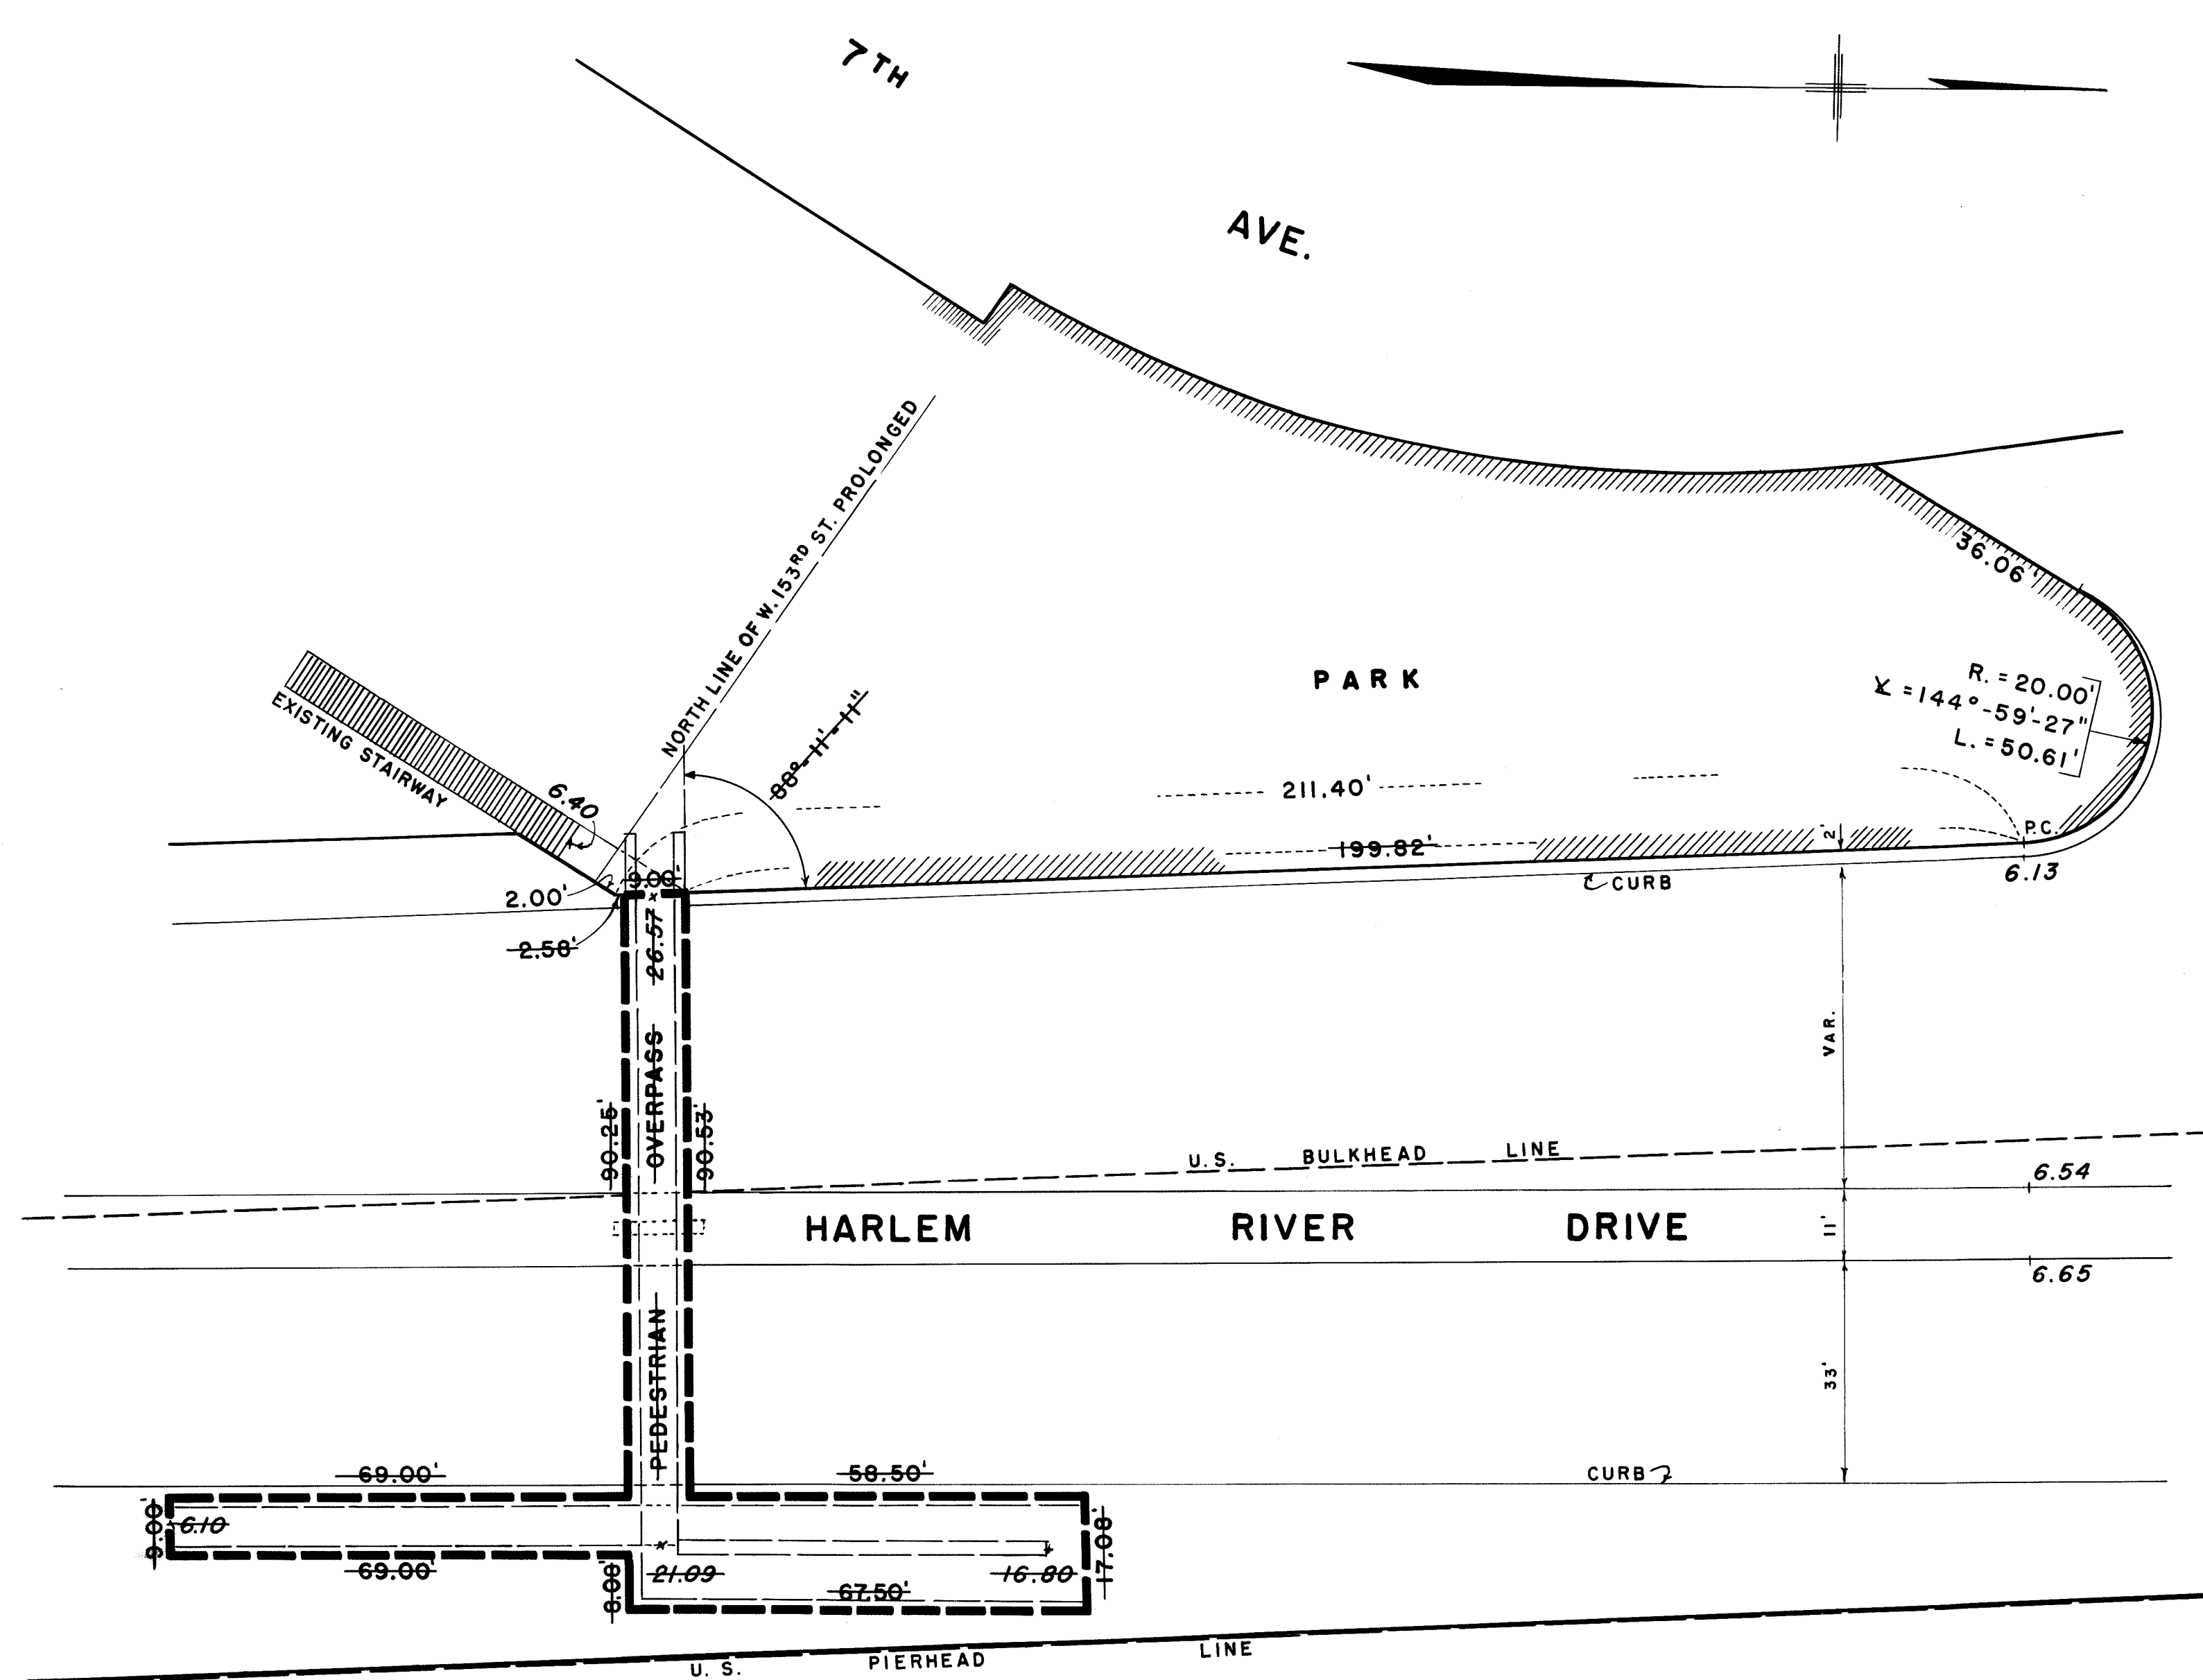 7TH
AVE.
NORTH LINE OF W. 153RD ST. PROLONGED
36.06'
PARK
R. = 20.00'
∡ = 144°-59'-27"
L. = 50.61'
EXISTING STAIRWAY
6.40
88°-11'-11"
211.40'
P.C.
2'
199.82'
6.13
CURB
9.00'
2.00'
2.58'
26.57
OVERPASS
VAR.
90.25'
90.53'
U.S. BULKHEAD LINE
6.54
HARLEM RIVER DRIVE
11'
6.65
PEDESTRIAN
33'
69.00'
58.50'
CURB
9.00'
6.10
17.08'
69.00'
8.08'
21.09
16.80
67.50'
U. S. PIERHEAD LINE